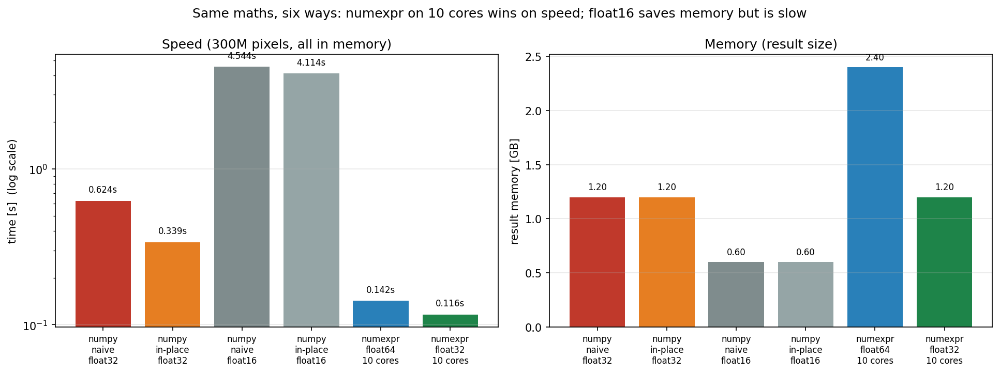 Same maths, six ways: numexpr on 10 cores wins on speed; float16 saves memory but is slow
Speed (300M pixels, all in memory)
time [s]  (log scale)
10⁰
10⁻¹
4.544s
4.114s
0.624s
0.339s
0.142s
0.116s
numpy
naive
float32
numpy
in-place
float32
numpy
naive
float16
numpy
in-place
float16
numexpr
float64
10 cores
numexpr
float32
10 cores
Memory (result size)
result memory [GB]
2.5
2.0
1.5
1.0
0.5
0.0
1.20
1.20
0.60
0.60
2.40
1.20
numpy
naive
float32
numpy
in-place
float32
numpy
naive
float16
numpy
in-place
float16
numexpr
float64
10 cores
numexpr
float32
10 cores